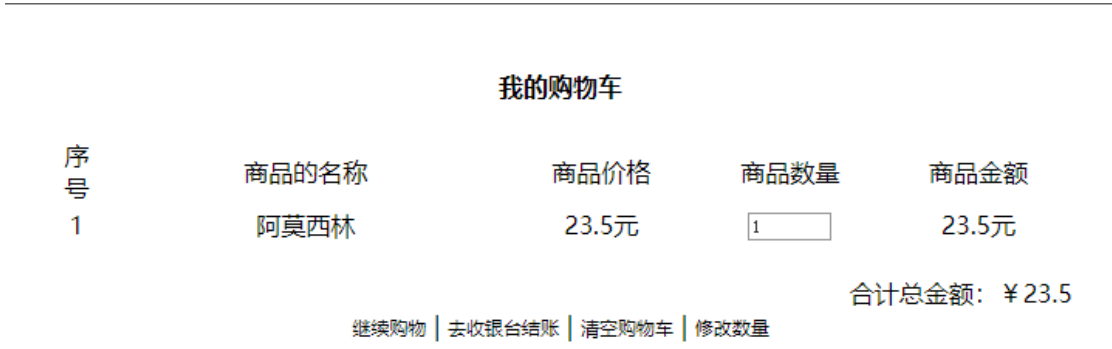 我的购物车
序号 商品的名称 商品价格 商品数量 商品金额
1 阿莫西林 23.5元 1 23.5元
合计总金额：￥23.5
继续购物 | 去收银台结账 | 清空购物车 | 修改数量